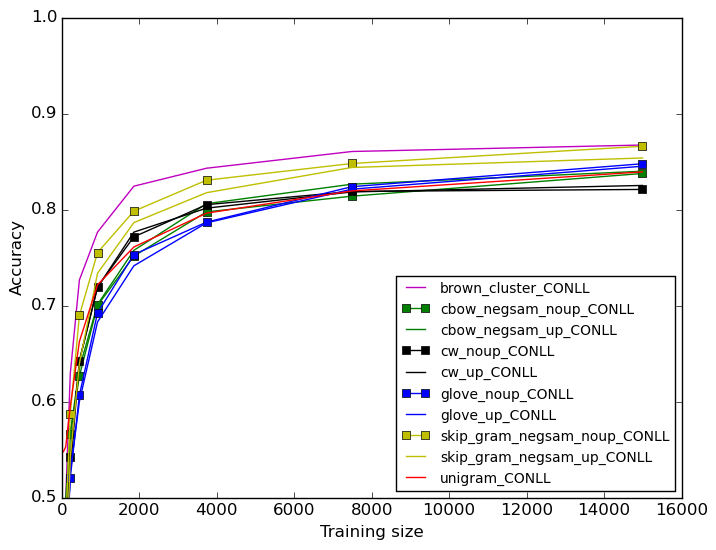 1.0
0.9
0.8
0.7
0.6
0.5
Accuracy
0 2000 4000 6000 8000 10000 12000 14000 16000
Training size
brown_cluster_CONLL
cbow_negsam_noup_CONLL
cbow_negsam_up_CONLL
cw_noup_CONLL
cw_up_CONLL
glove_noup_CONLL
glove_up_CONLL
skip_gram_negsam_noup_CONLL
skip_gram_negsam_up_CONLL
unigram_CONLL